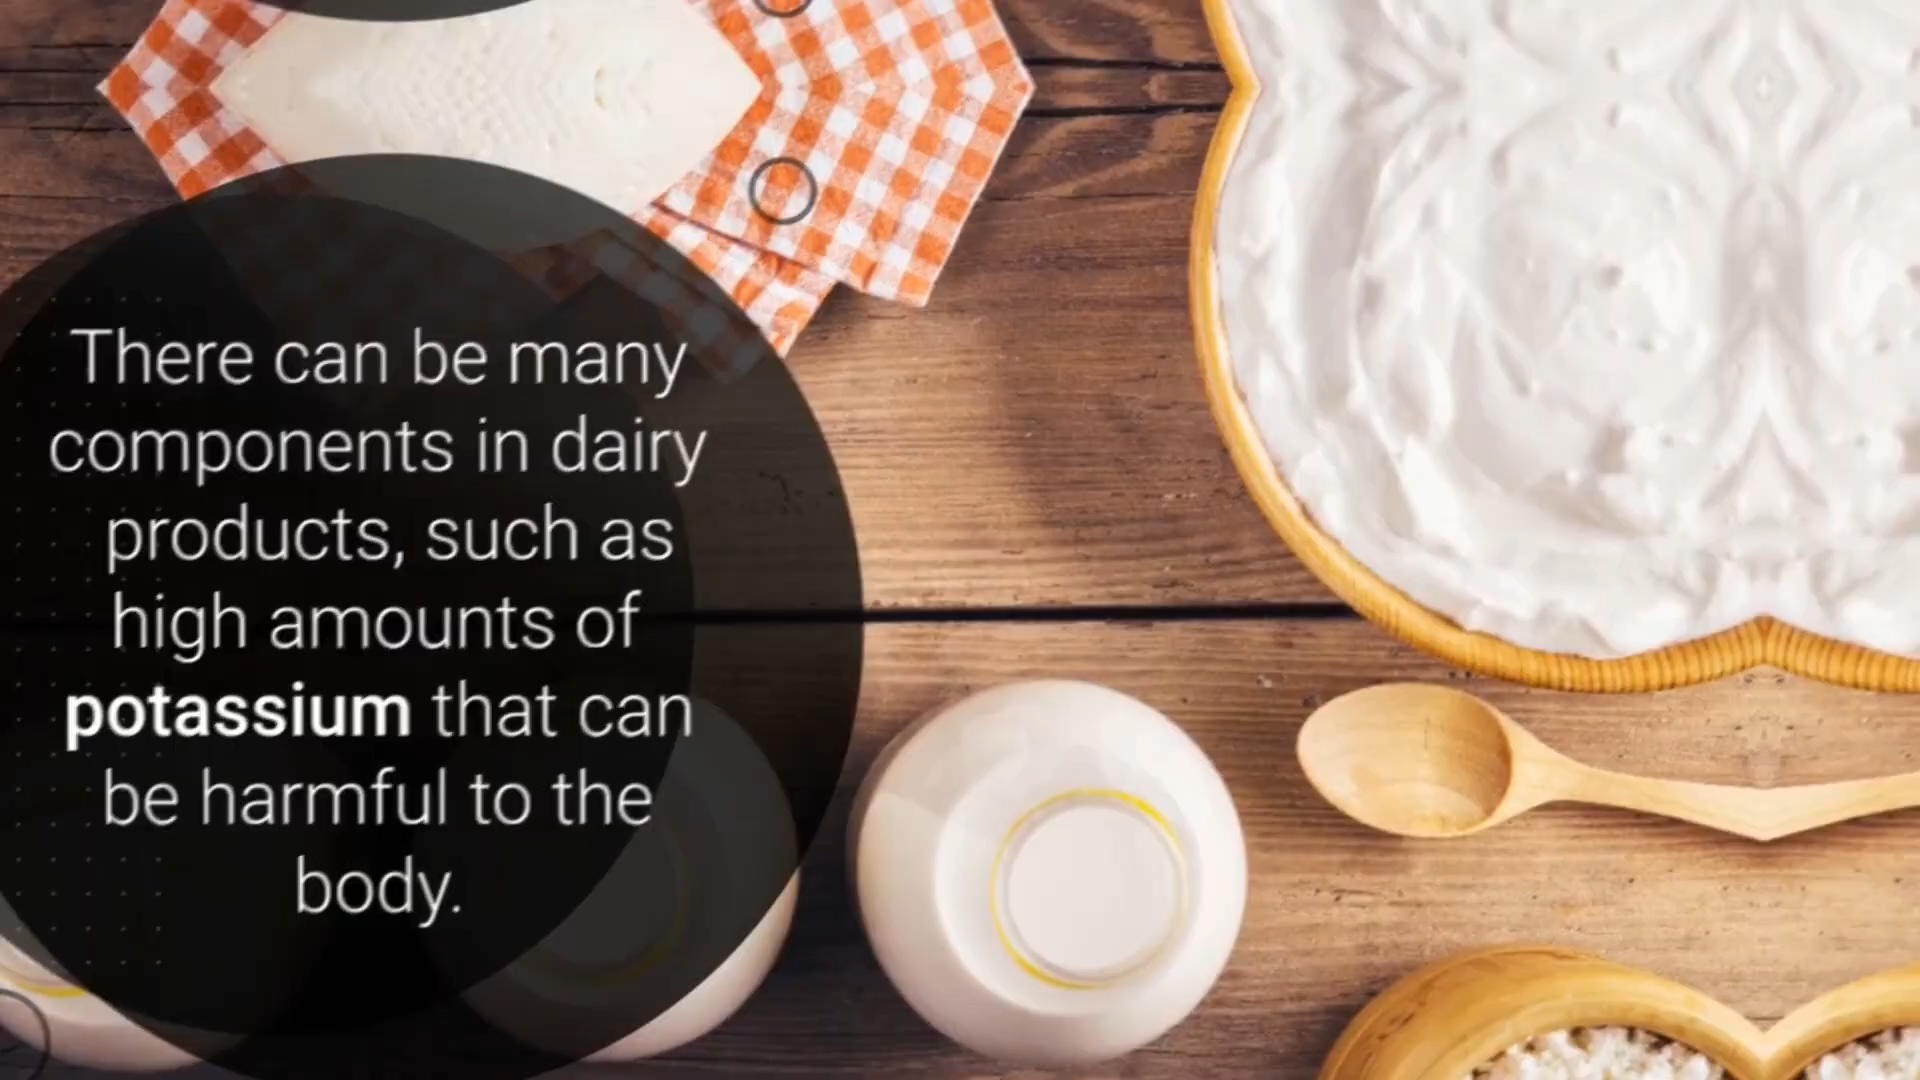 There can be many
components in dairy
products, such as
high amounts of
potassium that can
be harmful to the
body.